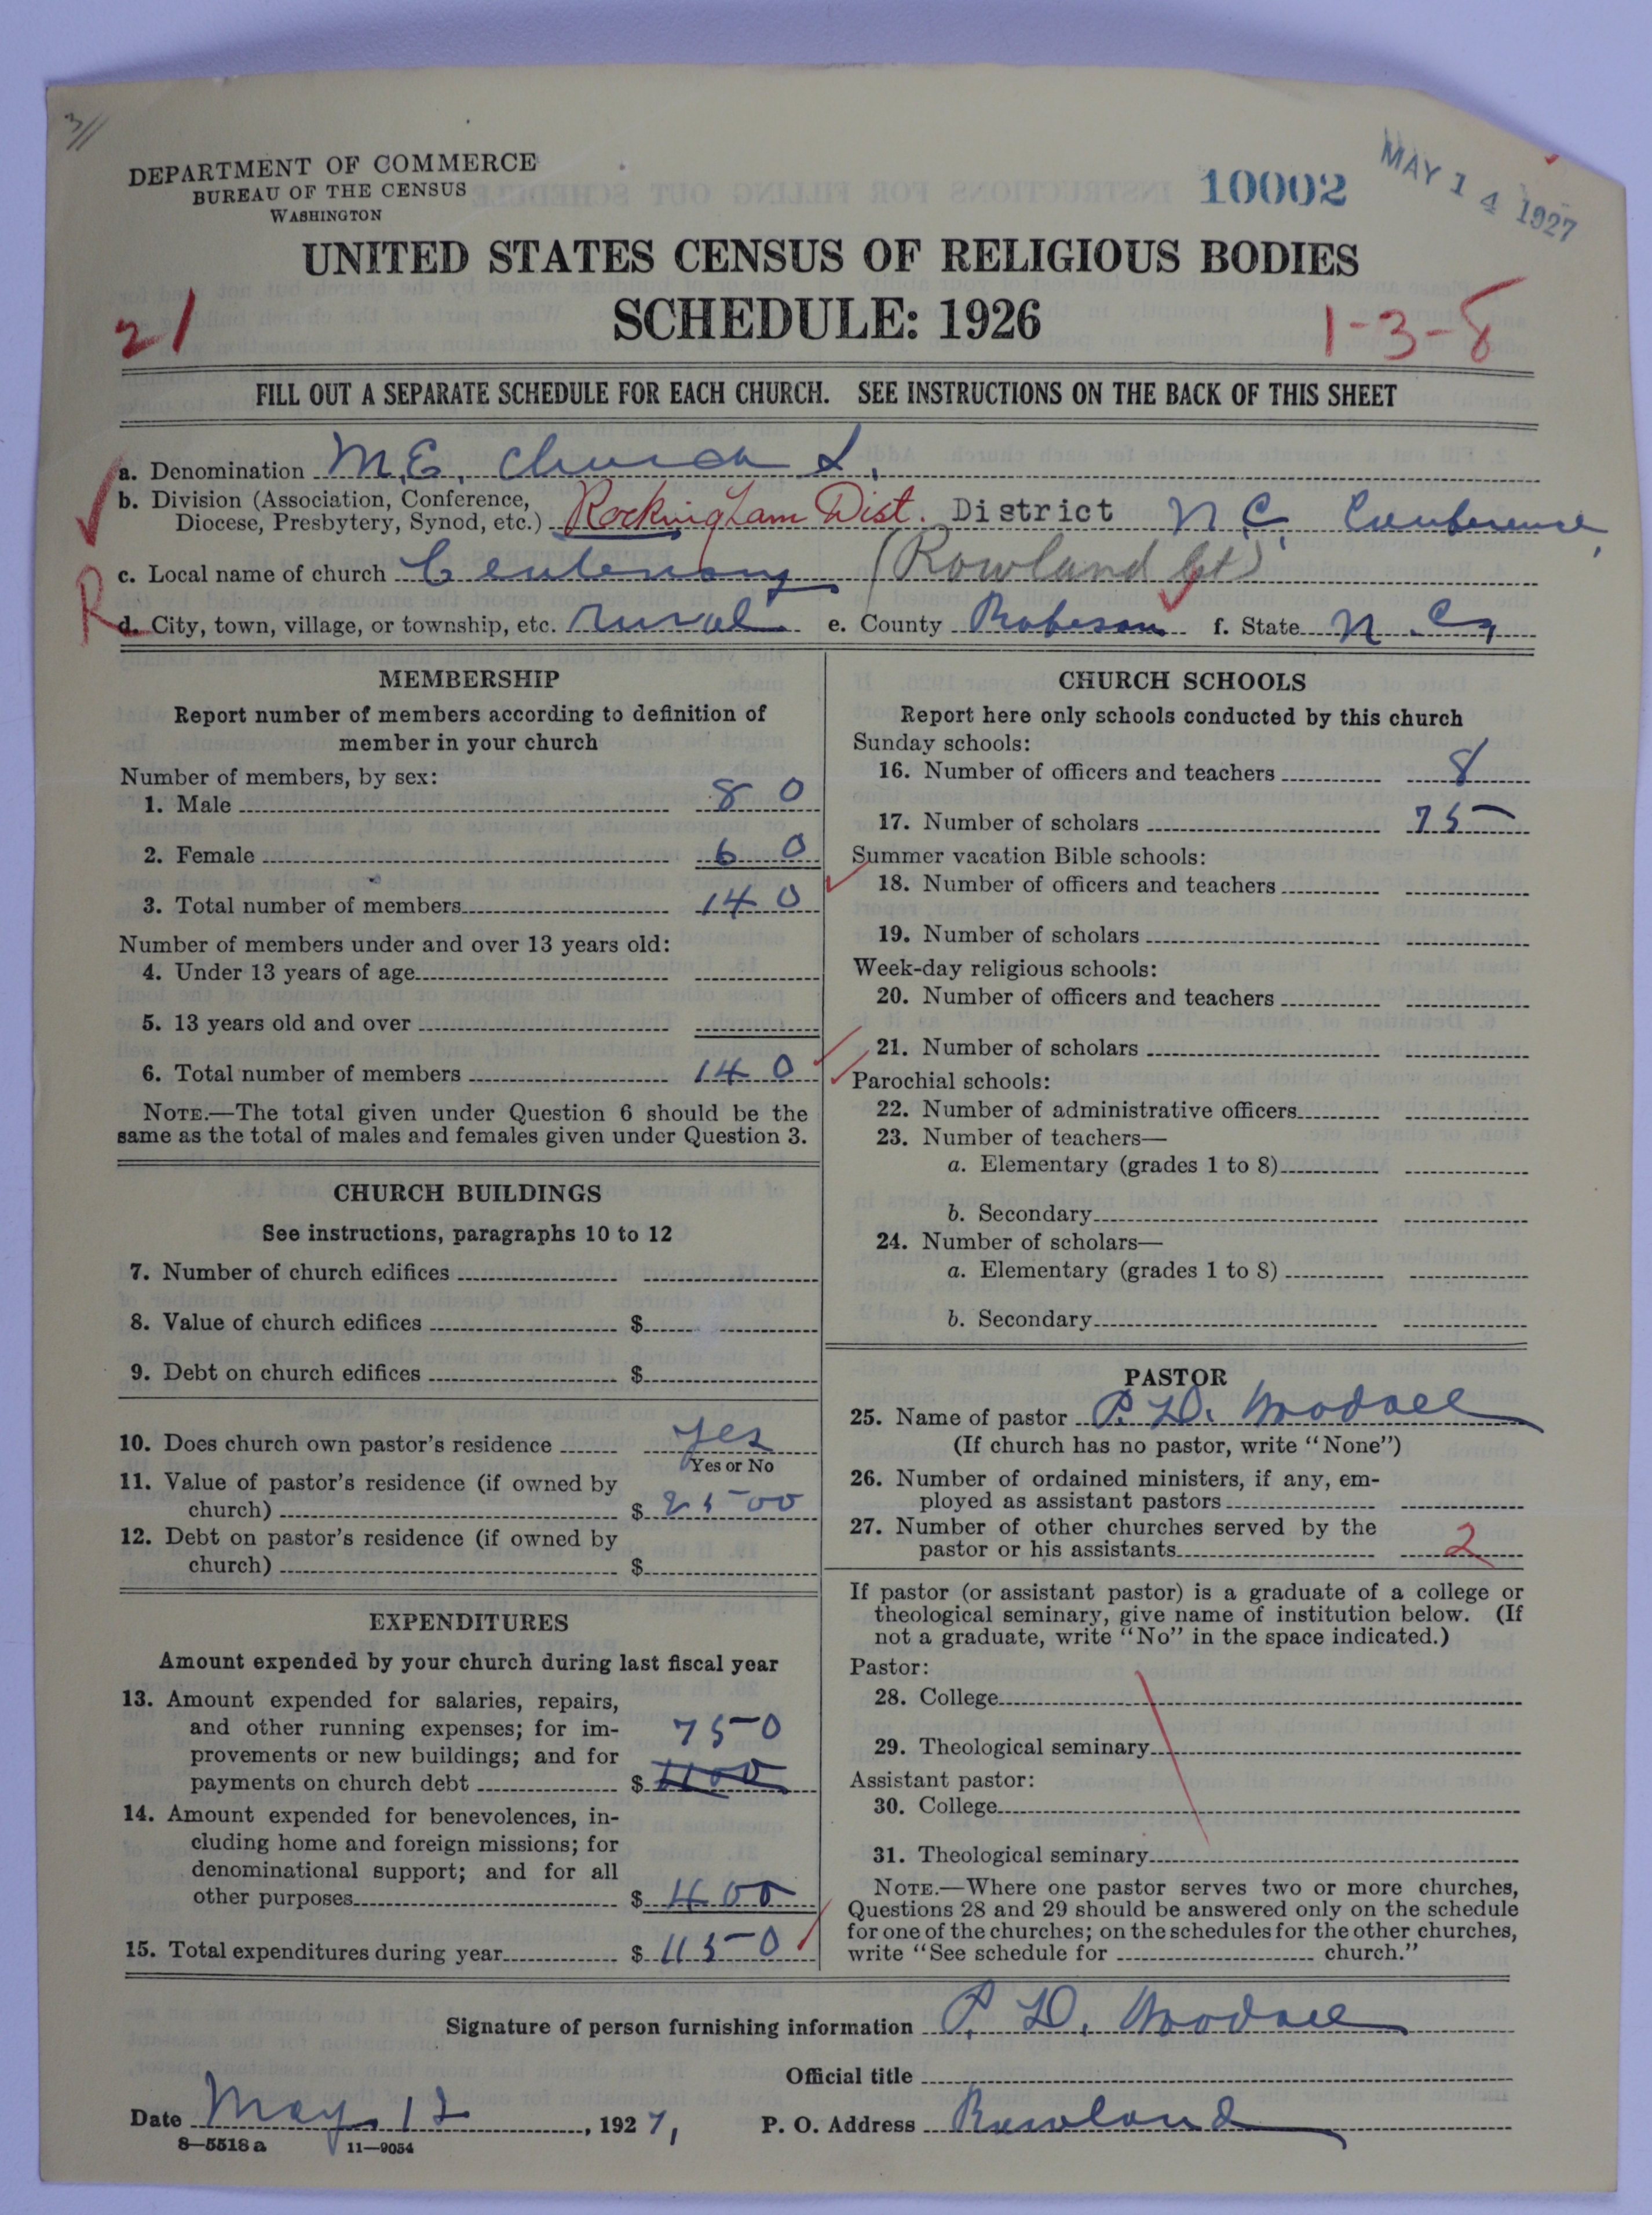 3//
DEPARTMENT OF COMMERCE
BUREAU OF THE CENSUS
WASHINGTON
10002
MAY 14 1927
UNITED STATES CENSUS OF RELIGIOUS BODIES
SCHEDULE: 1926
21
1-3-8
FILL OUT A SEPARATE SCHEDULE FOR EACH CHURCH. SEE INSTRUCTIONS ON THE BACK OF THIS SHEET
a. Denomination M.E. Church S.
b. Division (Association, Conference, Diocese, Presbytery, Synod, etc.) Rockingham Dist. District N.C. Conference,
c. Local name of church Centenary (Rowland Ct)
R
d. City, town, village, or township, etc. rural e. County Robeson f. State N. C.
MEMBERSHIP
Report number of members according to definition of
member in your church
Number of members, by sex:
1. Male 80
2. Female 60
3. Total number of members 140
Number of members under and over 13 years old:
4. Under 13 years of age
5. 13 years old and over
6. Total number of members 140
NOTE.—The total given under Question 6 should be the
same as the total of males and females given under Question 3.
CHURCH BUILDINGS
See instructions, paragraphs 10 to 12
7. Number of church edifices
8. Value of church edifices $
9. Debt on church edifices $
10. Does church own pastor's residence Yes
Yes or No
11. Value of pastor's residence (if owned by
church) $ 2500
12. Debt on pastor's residence (if owned by
church) $
EXPENDITURES
Amount expended by your church during last fiscal year
13. Amount expended for salaries, repairs,
and other running expenses; for im-
provements or new buildings; and for 750
payments on church debt $ 1100
14. Amount expended for benevolences, in-
cluding home and foreign missions; for
denominational support; and for all
other purposes $ 400
15. Total expenditures during year $ 1150
CHURCH SCHOOLS
Report here only schools conducted by this church
Sunday schools:
16. Number of officers and teachers 8
17. Number of scholars 75
Summer vacation Bible schools:
18. Number of officers and teachers
19. Number of scholars
Week-day religious schools:
20. Number of officers and teachers
21. Number of scholars
Parochial schools:
22. Number of administrative officers
23. Number of teachers—
a. Elementary (grades 1 to 8)
b. Secondary
24. Number of scholars—
a. Elementary (grades 1 to 8)
b. Secondary
PASTOR
25. Name of pastor P. D. Woodall
(If church has no pastor, write "None")
26. Number of ordained ministers, if any, em-
ployed as assistant pastors
27. Number of other churches served by the
pastor or his assistants 2
If pastor (or assistant pastor) is a graduate of a college or
theological seminary, give name of institution below. (If
not a graduate, write "No" in the space indicated.)
Pastor:
28. College
29. Theological seminary
Assistant pastor:
30. College
31. Theological seminary
NOTE.—Where one pastor serves two or more churches,
Questions 28 and 29 should be answered only on the schedule
for one of the churches; on the schedules for the other churches,
write "See schedule for church."
Signature of person furnishing information P. D. Woodall
Official title
Date May 12, 1927, P. O. Address Rowland
8—5518a 11—9054